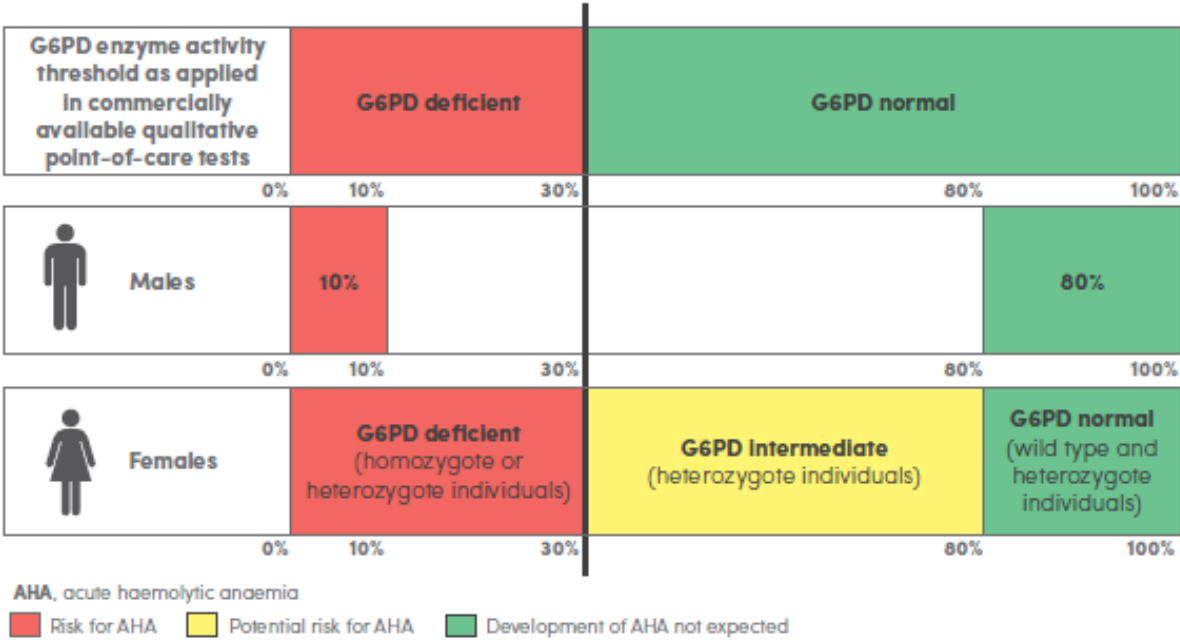 G6PD enzyme activity
threshold as applied
in commercially
available qualitative
point-of-care tests
G6PD deficient
G6PD normal
0% 10% 30% 80% 100%
Males
10%
80%
0% 10% 30% 80% 100%
Females
G6PD deficient
(homozygote or
heterozygote individuals)
G6PD intermediate
(heterozygote individuals)
G6PD normal
(wild type and
heterozygote
individuals)
0% 10% 30% 80% 100%
AHA, acute haemolytic anaemia
Risk for AHA Potential risk for AHA Development of AHA not expected